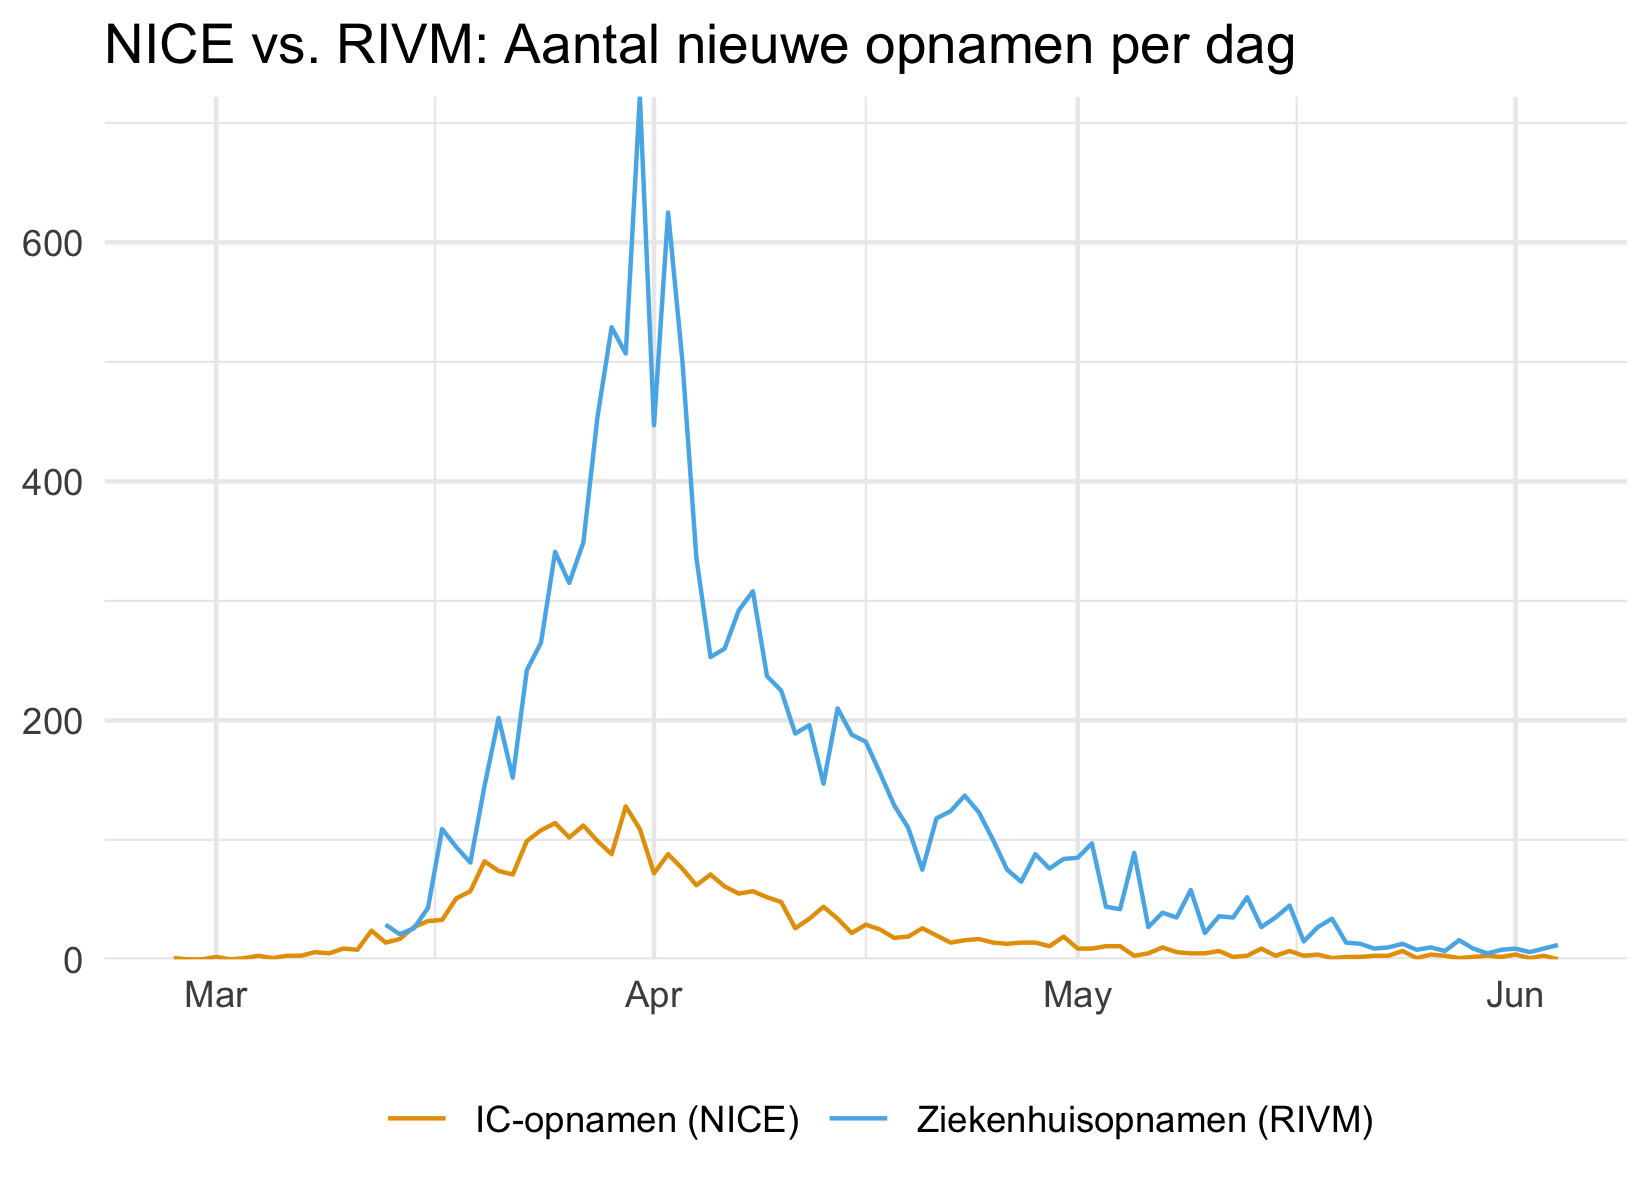 NICE vs. RIVM: Aantal nieuwe opnamen per dag
600
400
200
0
Mar Apr May Jun
IC-opnamen (NICE) Ziekenhuisopnamen (RIVM)